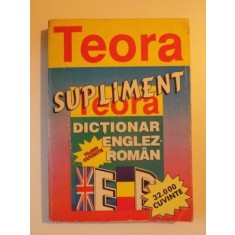 Teora
SUPLIMENT
Teora
DICTIONAR
ENGLEZ-
ROMÂN
32.000
CUVINTE